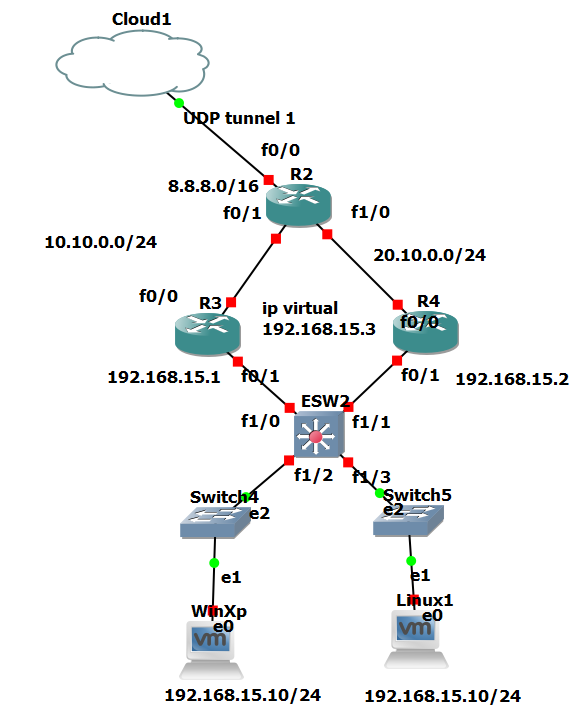 Cloud1
UDP tunnel 1
f0/0
R2
8.8.8.0/16
f0/1
f1/0
10.10.0.0/24
20.10.0.0/24
f0/0
R3
ip virtual
192.168.15.3
R4
f0/0
192.168.15.1
f0/1
f0/1
192.168.15.2
ESW2
f1/0
f1/1
f1/2
f1/3
Switch4
e2
Switch5
e2
e1
e1
WinXp
e0
vm
Linux1
e0
vm
192.168.15.10/24
192.168.15.10/24